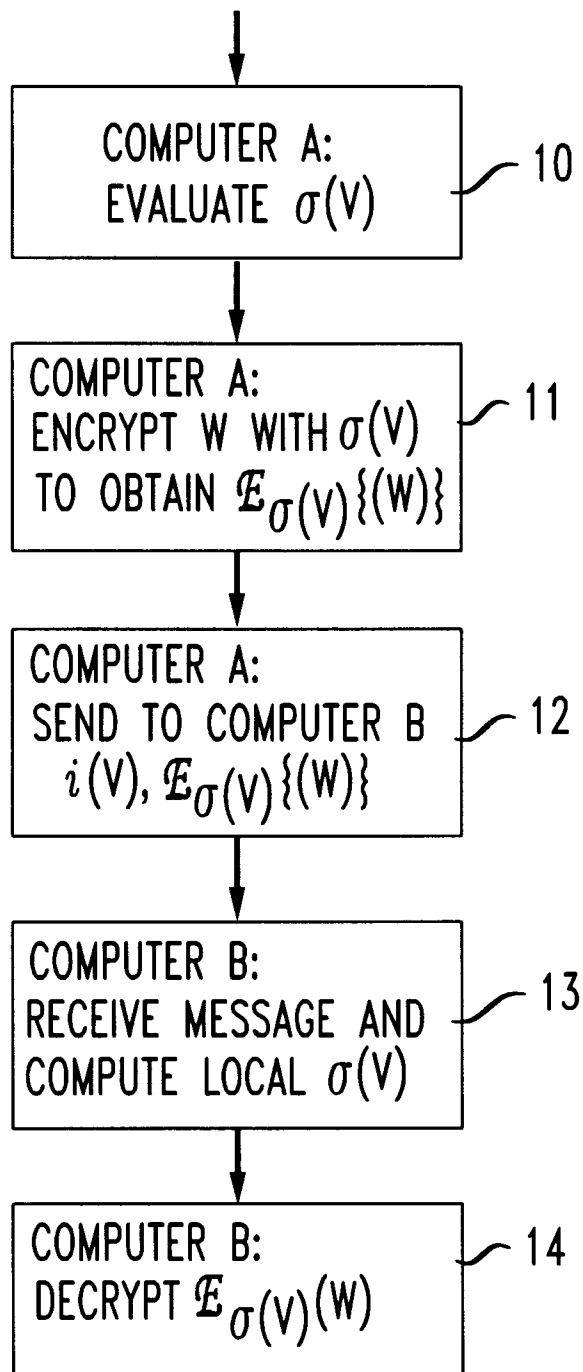 COMPUTER A:
EVALUATE σ(V)
10
COMPUTER A:
ENCRYPT W WITH σ(V)
TO OBTAIN ℰσ(V){(W)}
11
COMPUTER A:
SEND TO COMPUTER B
i(V), ℰσ(V){(W)}
12
COMPUTER B:
RECEIVE MESSAGE AND
COMPUTE LOCAL σ(V)
13
COMPUTER B:
DECRYPT ℰσ(V)(W)
14